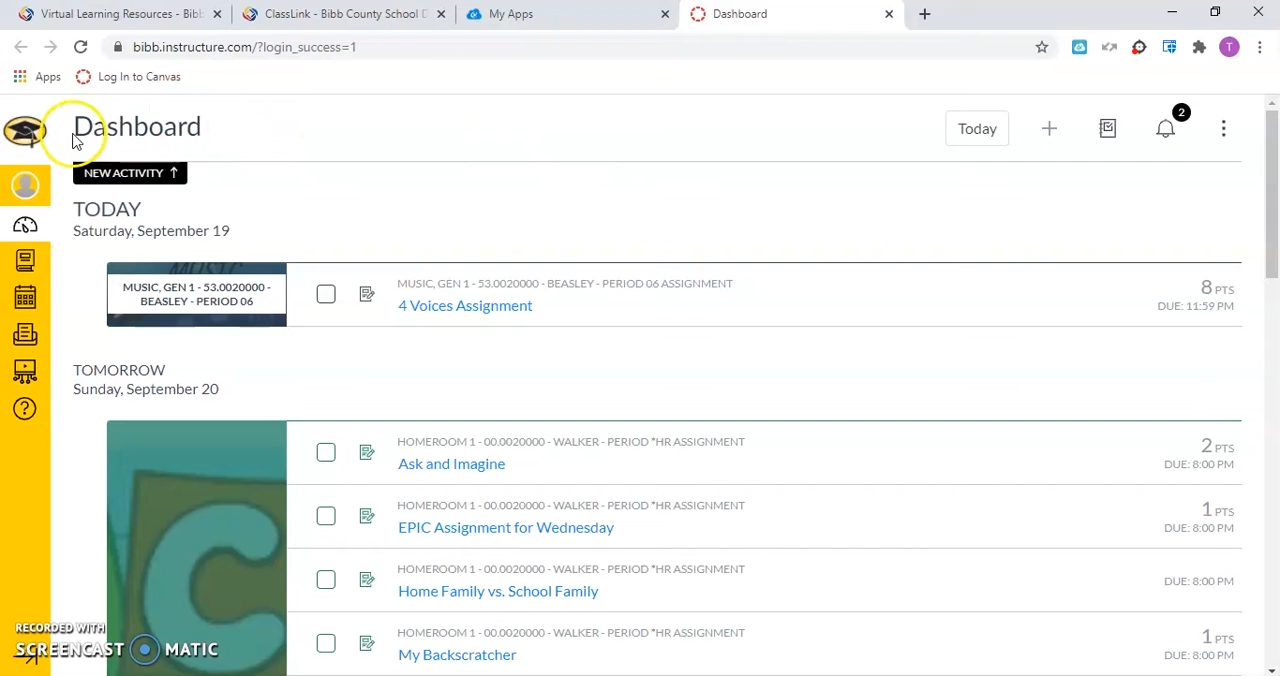 Virtual Learning Resources - Bibb
ClassLink - Bibb County School D
My Apps
Dashboard
bibb.instructure.com/?login_success=1
T
Apps
Log In to Canvas
Dashboard
Today
2
NEW ACTIVITY ↑
TODAY
Saturday, September 19
MUSIC, GEN 1 - 53.0020000 -
BEASLEY - PERIOD 06
MUSIC, GEN 1 - 53.0020000 - BEASLEY - PERIOD 06 ASSIGNMENT
4 Voices Assignment
8 PTS
DUE: 11:59 PM
TOMORROW
Sunday, September 20
HOMEROOM 1 - 00.0020000 - WALKER - PERIOD *HR ASSIGNMENT
Ask and Imagine
2 PTS
DUE: 8:00 PM
HOMEROOM 1 - 00.0020000 - WALKER - PERIOD *HR ASSIGNMENT
EPIC Assignment for Wednesday
1 PTS
DUE: 8:00 PM
HOMEROOM 1 - 00.0020000 - WALKER - PERIOD *HR ASSIGNMENT
Home Family vs. School Family
DUE: 8:00 PM
HOMEROOM 1 - 00.0020000 - WALKER - PERIOD *HR ASSIGNMENT
My Backscratcher
1 PTS
DUE: 8:00 PM
C
RECORDED WITH
SCREENCAST MATIC